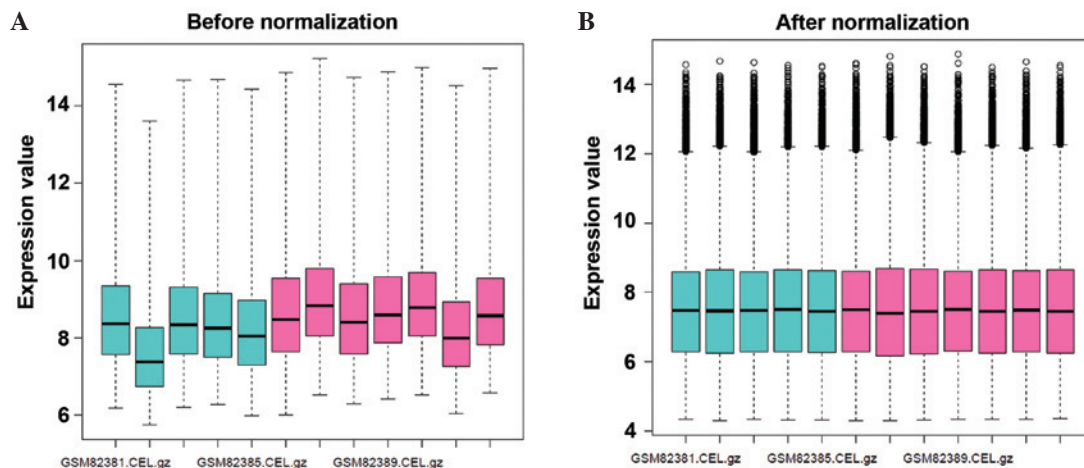 A
Before normalization
Expression value
14
12
10
8
6
GSM82381.CEL.gz GSM82385.CEL.gz GSM82389.CEL.gz
B
After normalization
Expression value
14
12
10
8
6
4
GSM82381.CEL.gz GSM82385.CEL.gz GSM82389.CEL.gz